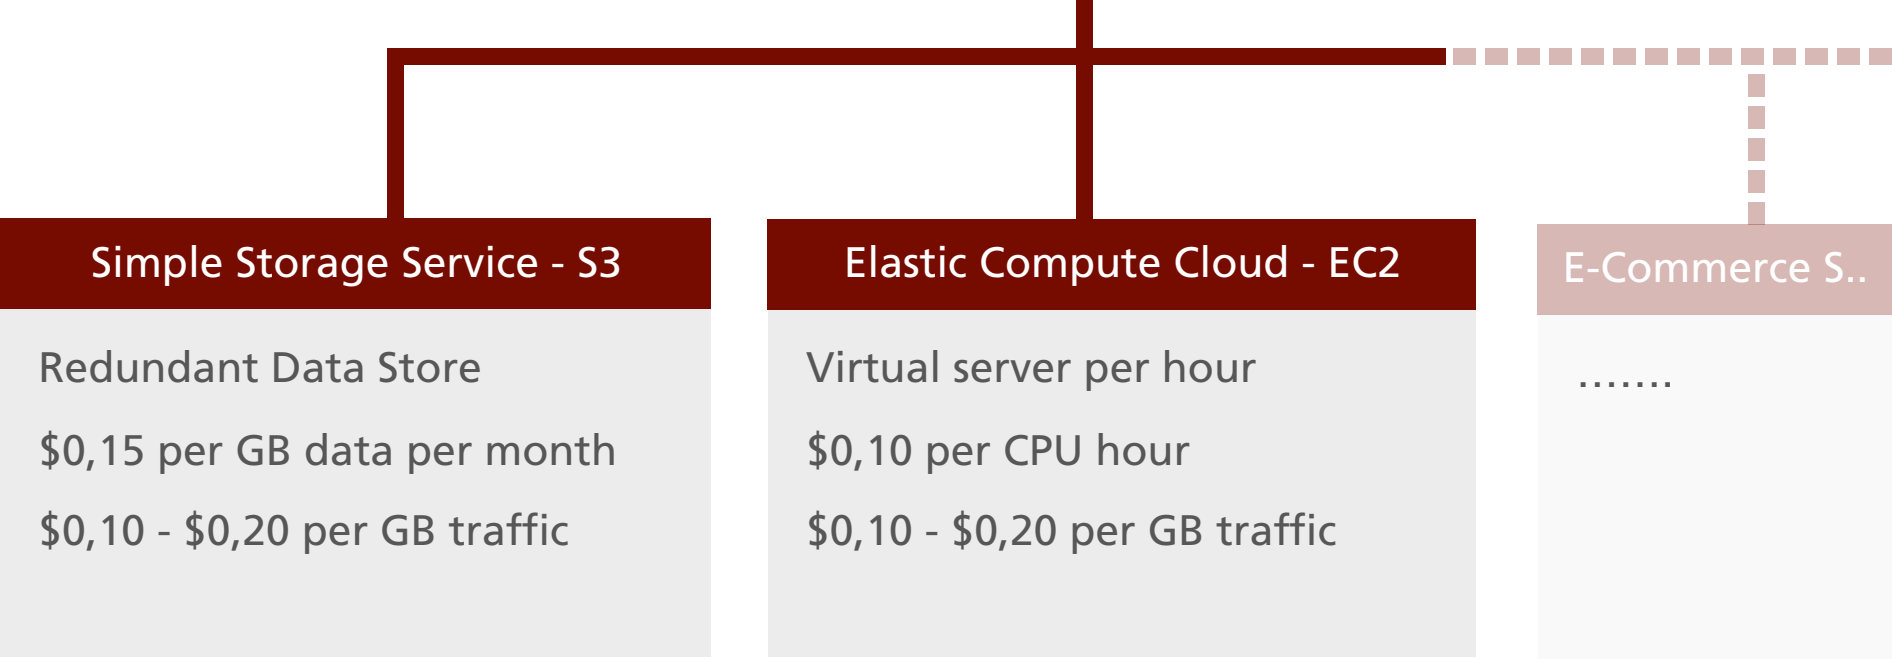 Simple Storage Service - S3
Redundant Data Store
$0,15 per GB data per month
$0,10 - $0,20 per GB traffic
Elastic Compute Cloud - EC2
Virtual server per hour
$0,10 per CPU hour
$0,10 - $0,20 per GB traffic
E-Commerce S..
.......